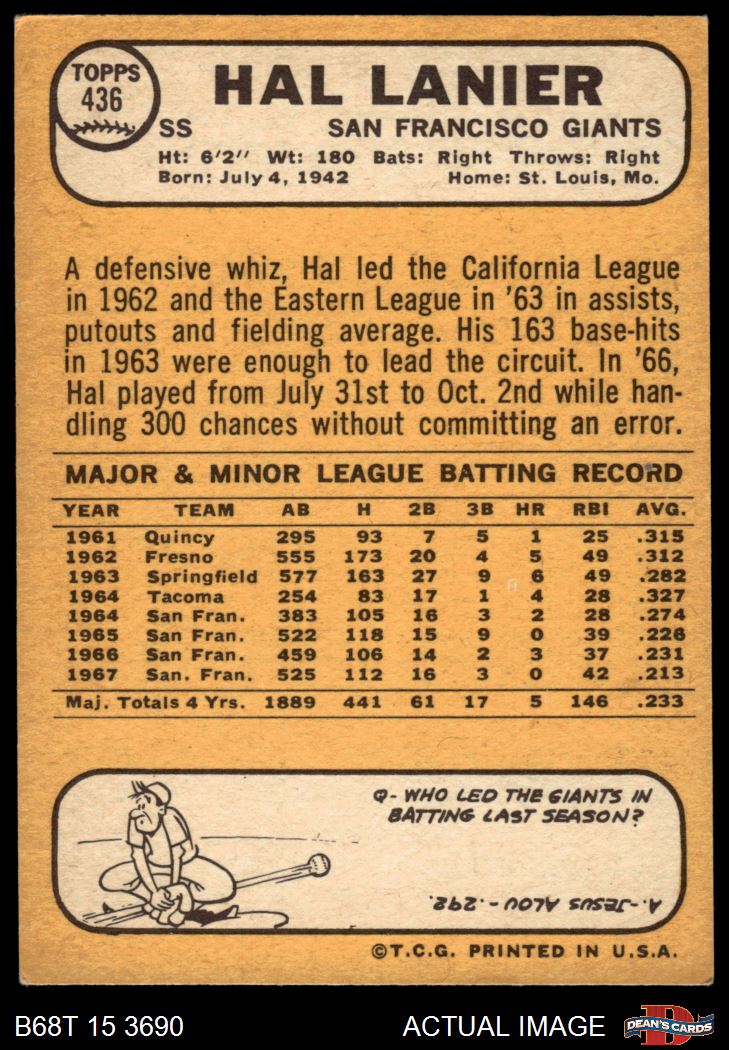 TOPPS
436
HAL LANIER
SS SAN FRANCISCO GIANTS
Ht: 6'2" Wt: 180 Bats: Right Throws: Right
Born: July 4, 1942 Home: St. Louis, Mo.
A defensive whiz, Hal led the California League
in 1962 and the Eastern League in '63 in assists,
putouts and fielding average. His 163 base-hits
in 1963 were enough to lead the circuit. In '66,
Hal played from July 31st to Oct. 2nd while han-
dling 300 chances without committing an error.
MAJOR & MINOR LEAGUE BATTING RECORD
YEAR TEAM AB H 2B 3B HR RBI AVG.
1961 Quincy 295 93 7 5 1 25 .315
1962 Fresno 555 173 20 4 5 49 .312
1963 Springfield 577 163 27 9 6 49 .282
1964 Tacoma 254 83 17 1 4 28 .327
1964 San Fran. 383 105 16 3 2 28 .274
1965 San Fran. 522 118 15 9 0 39 .226
1966 San Fran. 459 106 14 2 3 37 .231
1967 San. Fran. 525 112 16 3 0 42 .213
Maj. Totals 4 Yrs. 1889 441 61 17 5 146 .233
Q- WHO LED THE GIANTS IN
BATTING LAST SEASON?
A.-JESUS ALOU-.292.
©T.C.G. PRINTED IN U.S.A.
B68T 15 3690 ACTUAL IMAGE
DEAN'S CARDS